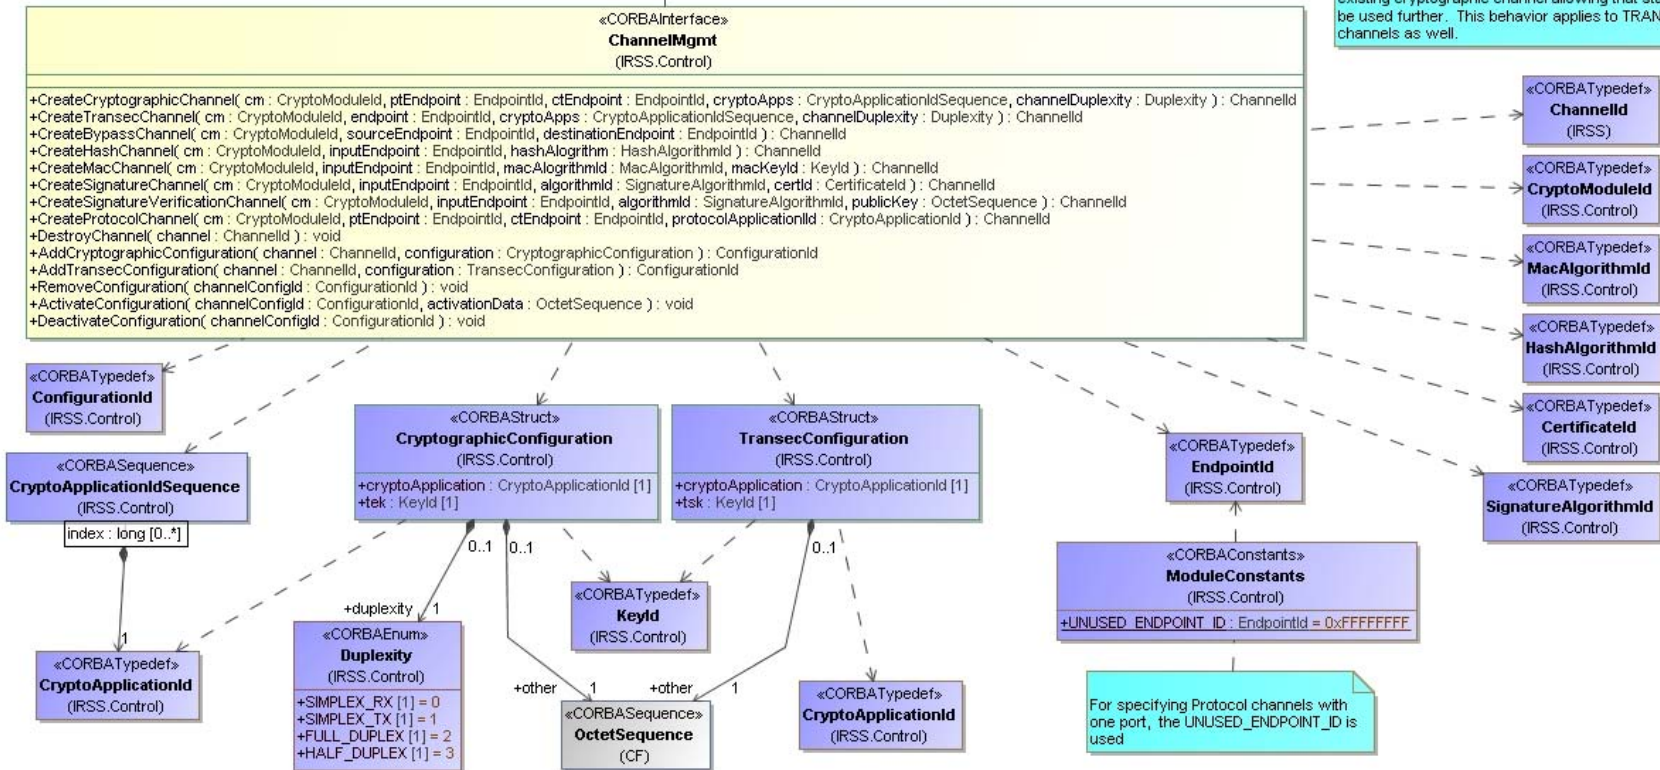 existing cryptographic channel allowing that
be used further. This behavior applies to
channels as well.
«CORBAInterface»
ChannelMgmt
(IRSS.Control)
+CreateCryptographicChannel( cm : CryptoModuleId, ptEndpoint : EndpointId, ctEndpoint : EndpointId, cryptoApps : CryptoApplicationIdSequence, channelDuplexity : Duplexity ) : ChannelId
+CreateTransecChannel( cm : CryptoModuleId, endpoint : EndpointId, cryptoApps : CryptoApplicationIdSequence, channelDuplexity : Duplexity ) : ChannelId
+CreateBypassChannel( cm : CryptoModuleId, sourceEndpoint : EndpointId, destinationEndpoint : EndpointId ) : ChannelId
+CreateHashChannel( cm : CryptoModuleId, inputEndpoint : EndpointId, hashAlogrithm : HashAlgorithmId ) : ChannelId
+CreateMacChannel( cm : CryptoModuleId, inputEndpoint : EndpointId, macAlogrithmId : MacAlgorithmId, macKeyId : KeyId ) : ChannelId
+CreateSignatureChannel( cm : CryptoModuleId, inputEndpoint : EndpointId, algorithmId : SignatureAlgorithmId, certId : CertificateId ) : ChannelId
+CreateSignatureVerificationChannel( cm : CryptoModuleId, inputEndpoint : EndpointId, algorithmId : SignatureAlgorithmId, publicKey : OctetSequence ) : ChannelId
+CreateProtocolChannel( cm : CryptoModuleId, ptEndpoint : EndpointId, ctEndpoint : EndpointId, protocolApplicationId : CryptoApplicationId ) : ChannelId
+DestroyChannel( channel : ChannelId ) : void
+AddCryptographicConfiguration( channel : ChannelId, configuration : CryptographicConfiguration ) : ConfigurationId
+AddTransecConfiguration( channel : ChannelId, configuration : TransecConfiguration ) : ConfigurationId
+RemoveConfiguration( channelConfigId : ConfigurationId ) : void
+ActivateConfiguration( channelConfigId : ConfigurationId, activationData : OctetSequence ) : void
+DeactivateConfiguration( channelConfigId : ConfigurationId ) : void
«CORBATypedef»
ChannelId
(IRSS)
«CORBATypedef»
CryptoModuleId
(IRSS.Control)
«CORBATypedef»
MacAlgorithmId
(IRSS.Control)
«CORBATypedef»
HashAlgorithmId
(IRSS.Control)
«CORBATypedef»
CertificateId
(IRSS.Control)
«CORBATypedef»
SignatureAlgorithmId
(IRSS.Control)
«CORBATypedef»
ConfigurationId
(IRSS.Control)
«CORBASequence»
CryptoApplicationIdSequence
(IRSS.Control)
index : long [0..*]
1
«CORBATypedef»
CryptoApplicationId
(IRSS.Control)
«CORBAStruct»
CryptographicConfiguration
(IRSS.Control)
+cryptoApplication : CryptoApplicationId [1]
+tek : KeyId [1]
0..1
0..1
«CORBAStruct»
TransecConfiguration
(IRSS.Control)
+cryptoApplication : CryptoApplicationId [1]
+tsk : KeyId [1]
0..1
+duplexity
1
«CORBAEnum»
Duplexity
(IRSS.Control)
+SIMPLEX_RX [1] = 0
+SIMPLEX_TX [1] = 1
+FULL_DUPLEX [1] = 2
+HALF_DUPLEX [1] = 3
«CORBATypedef»
KeyId
(IRSS.Control)
+other
1
+other
1
«CORBASequence»
OctetSequence
(CF)
«CORBATypedef»
CryptoApplicationId
(IRSS.Control)
«CORBATypedef»
EndpointId
(IRSS.Control)
«CORBAConstants»
ModuleConstants
(IRSS.Control)
+UNUSED_ENDPOINT_ID : EndpointId = 0xFFFFFFFF
For specifying Protocol channels with
one port, the UNUSED_ENDPOINT_ID is
used